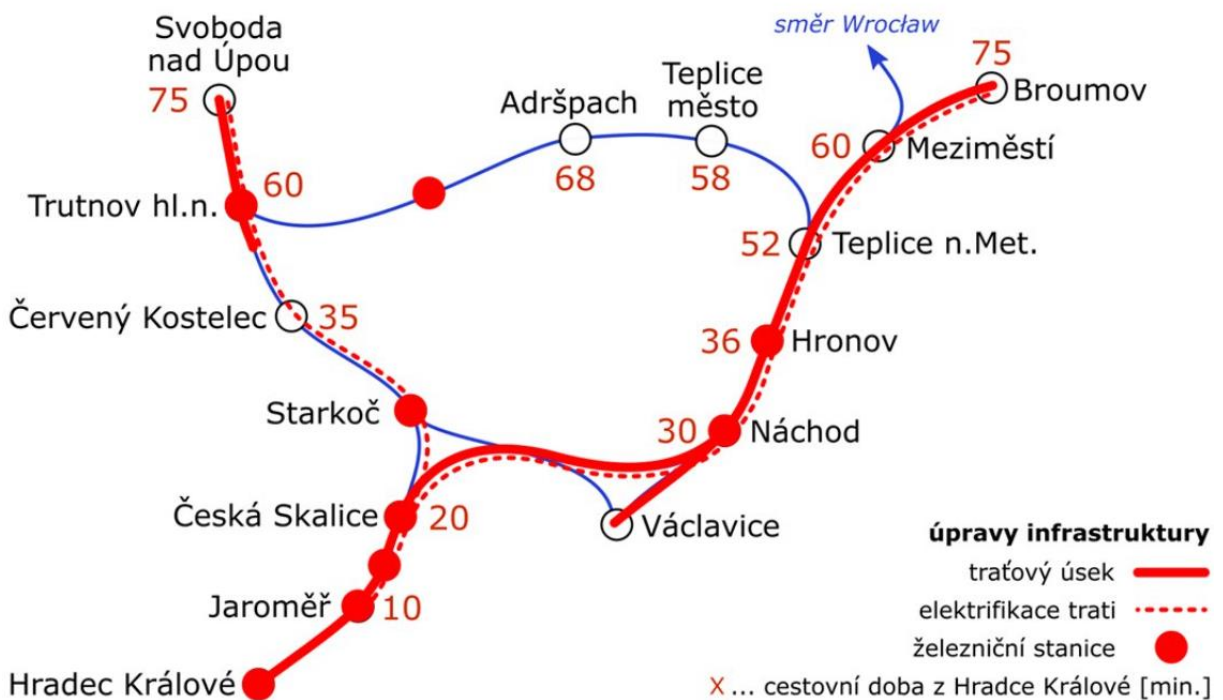 Svoboda
nad Úpou
75
směr Wrocław
75
Broumov
Teplice
město
Adršpach
60
Meziměstí
68
58
60
Trutnov hl.n.
52
Teplice n.Met.
Červený Kostelec
35
36
Hronov
Starkoč
30
Náchod
Česká Skalice
20
Václavice
úpravy infrastruktury
traťový úsek
elektrifikace trati
železniční stanice
Jaroměř
10
Hradec Králové
X ... cestovní doba z Hradce Králové [min.]